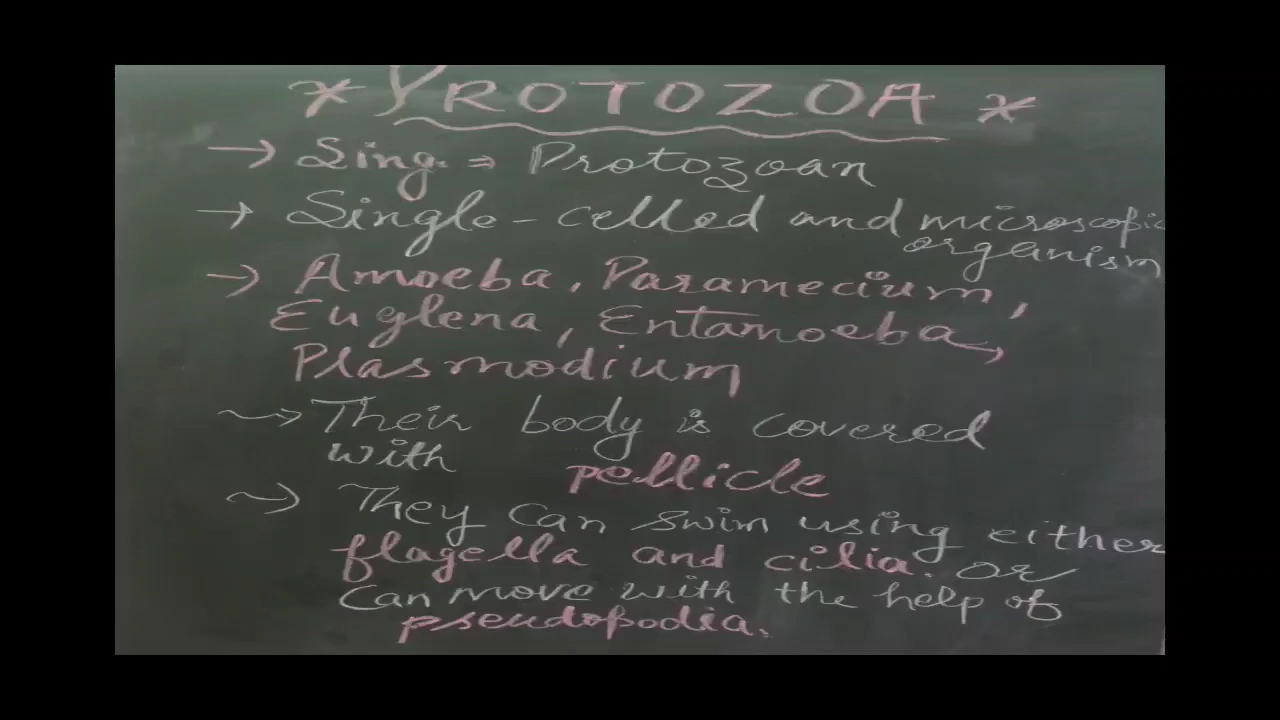 * PROTOZOA *
→ Sing. = Protozoan
→ Single-celled and microscopic
organism
→ Amoeba, Paramecium,
Euglena, Entamoeba,
Plasmodium
→ Their body is covered
with pellicle
→ They can swim using either
flagella and cilia. or
can move with the help of
pseudopodia.